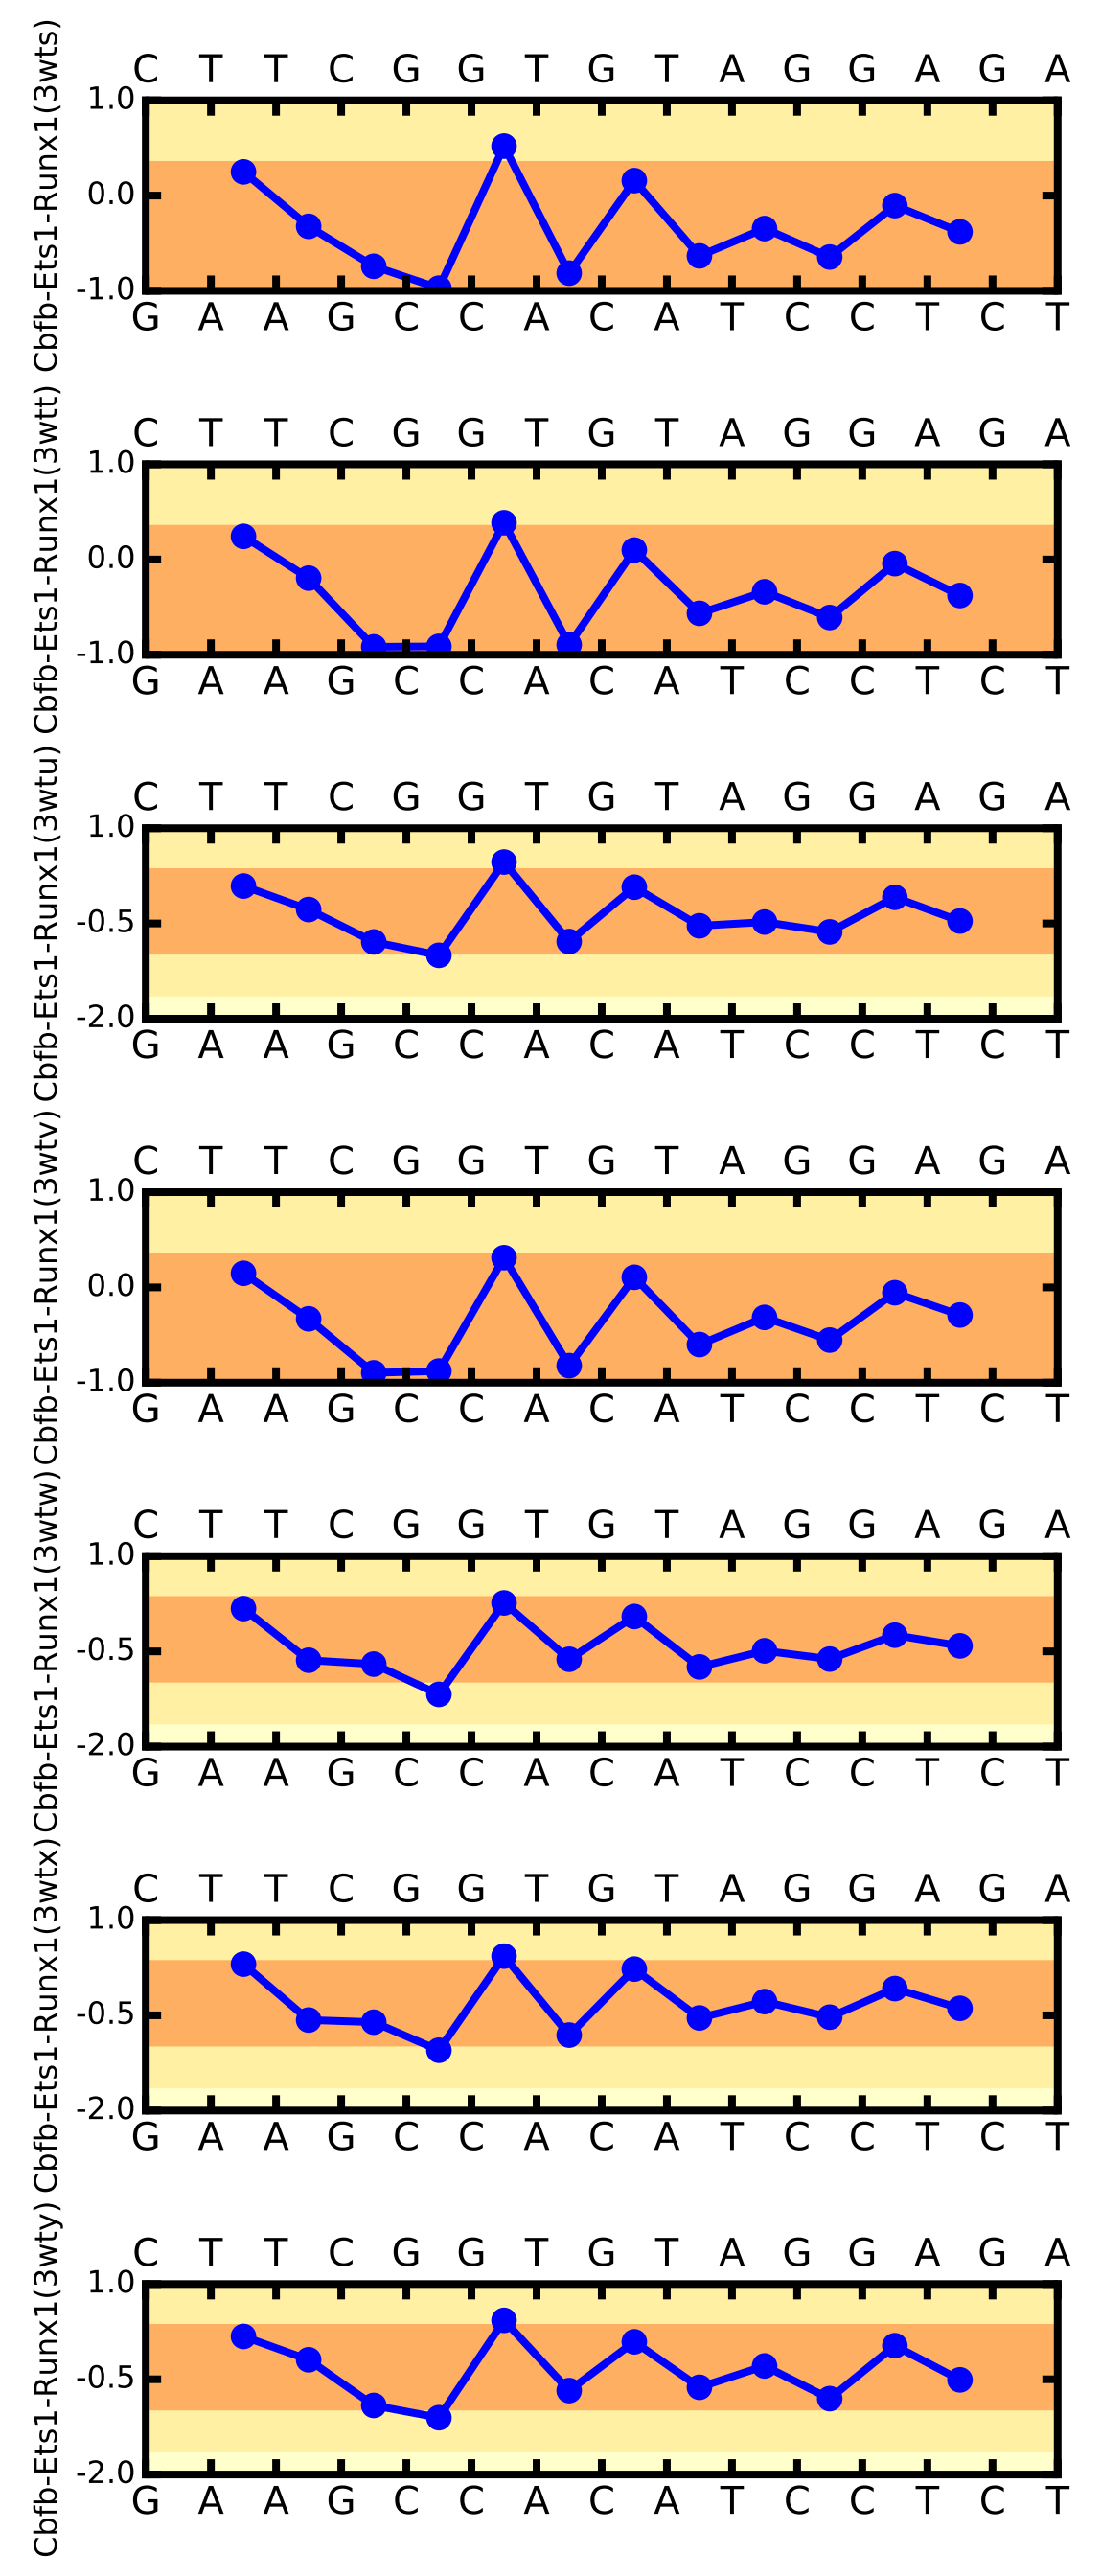 Cbfb-Ets1-Runx1(3wts)
C T T C G G T G T A G G A G A
1.0
0.0
-1.0
G A A G C C A C A T C C T C T
Cbfb-Ets1-Runx1(3wtt)
C T T C G G T G T A G G A G A
1.0
0.0
-1.0
G A A G C C A C A T C C T C T
Cbfb-Ets1-Runx1(3wtu)
C T T C G G T G T A G G A G A
1.0
-0.5
-2.0
G A A G C C A C A T C C T C T
Cbfb-Ets1-Runx1(3wtv)
C T T C G G T G T A G G A G A
1.0
0.0
-1.0
G A A G C C A C A T C C T C T
Cbfb-Ets1-Runx1(3wtw)
C T T C G G T G T A G G A G A
1.0
-0.5
-2.0
G A A G C C A C A T C C T C T
Cbfb-Ets1-Runx1(3wtx)
C T T C G G T G T A G G A G A
1.0
-0.5
-2.0
G A A G C C A C A T C C T C T
Cbfb-Ets1-Runx1(3wty)
C T T C G G T G T A G G A G A
1.0
-0.5
-2.0
G A A G C C A C A T C C T C T